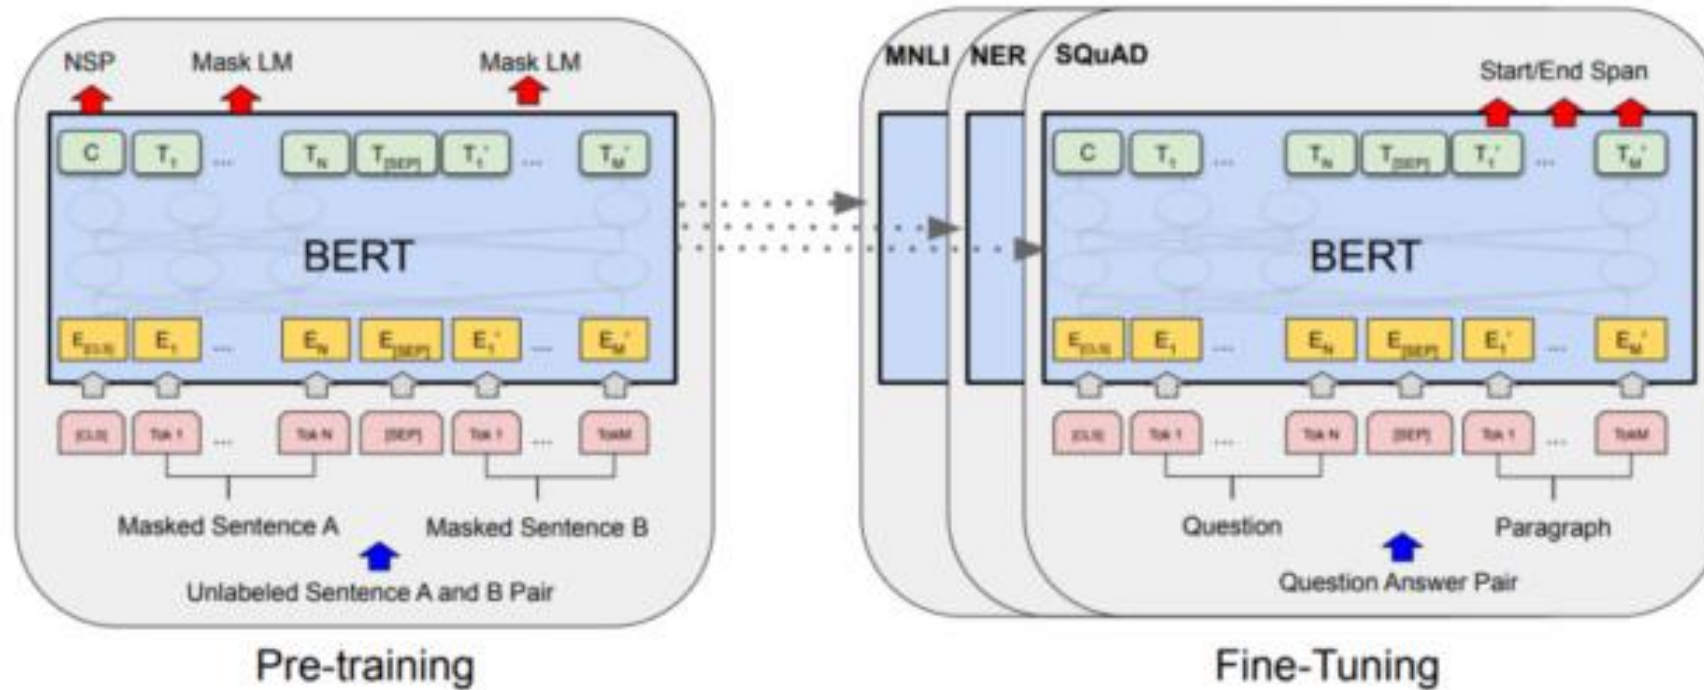 NSP Mask LM Mask LM
C T1 ... TN T[SEP] T1' ... TM'
BERT
E[CLS] E1 ... EN E[SEP] E1' ... EM'
[CLS] Tok 1 ... Tok N [SEP] Tok 1 ... TokM
Masked Sentence A Masked Sentence B
Unlabeled Sentence A and B Pair
Pre-training
MNLI NER SQuAD
Start/End Span
C T1 ... TN T[SEP] T1' ... TM'
BERT
E[CLS] E1 ... EN E[SEP] E1' ... EM'
[CLS] Tok 1 ... Tok N [SEP] Tok 1 ... TokM
Question Paragraph
Question Answer Pair
Fine-Tuning